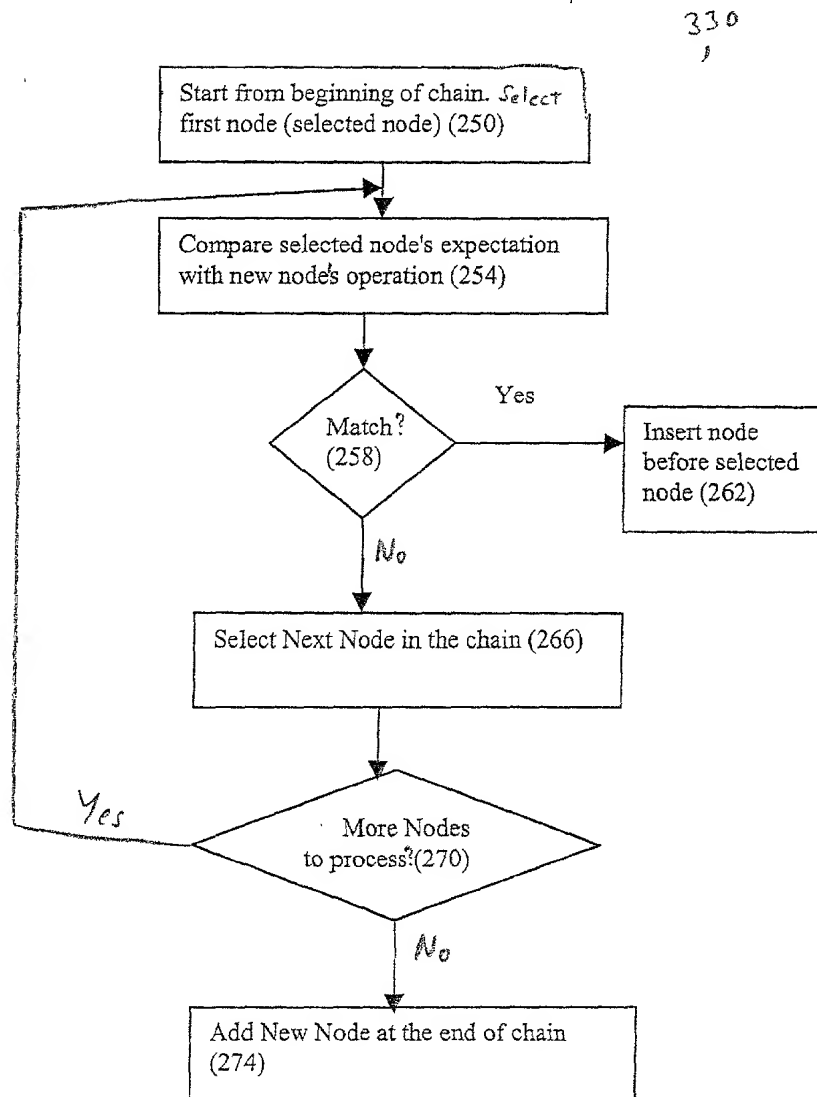 330
Start from beginning of chain. Select
first node (selected node) (250)
Compare selected node's expectation
with new node's operation (254)
Match?
(258)
Yes
Insert node
before selected
node (262)
No
Select Next Node in the chain (266)
Yes
More Nodes
to process?(270)
No
Add New Node at the end of chain
(274)